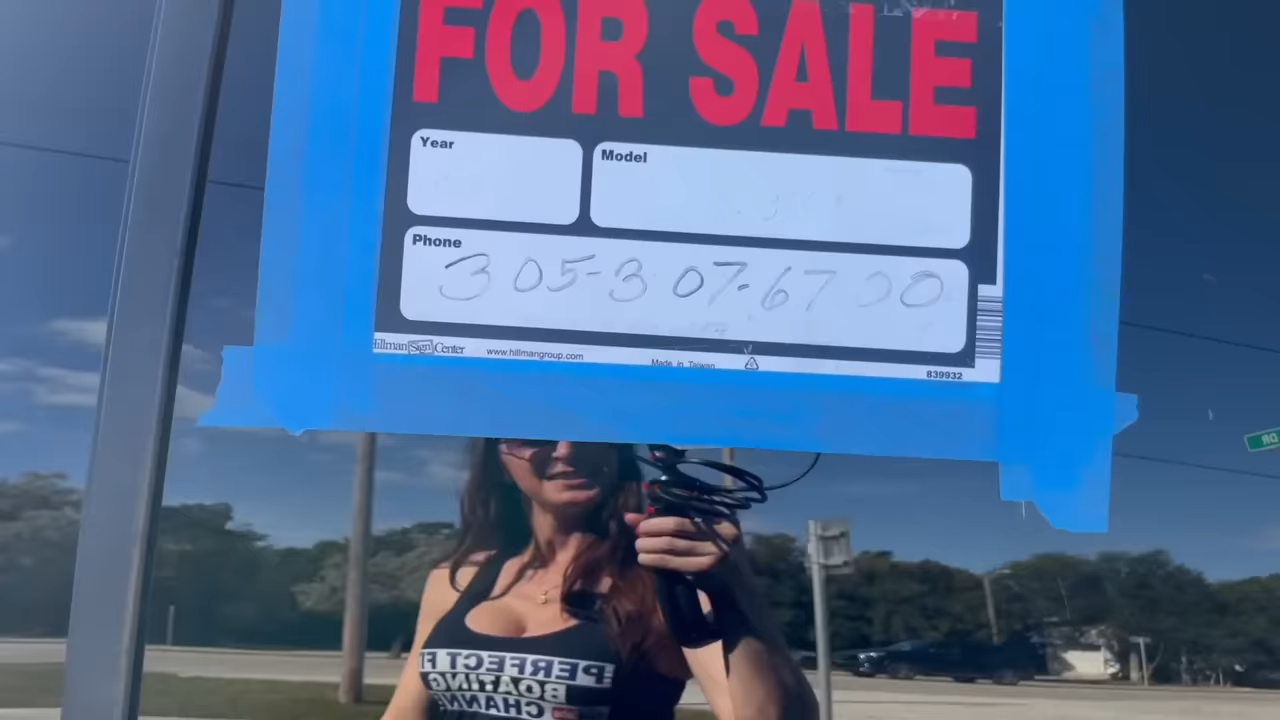 FOR SALE
Year
Model
Phone
305-307-6700
Hillman Sign Center
www.hillmangroup.com
Made in Taiwan
839932
PERFECT
BOATING
CHANN